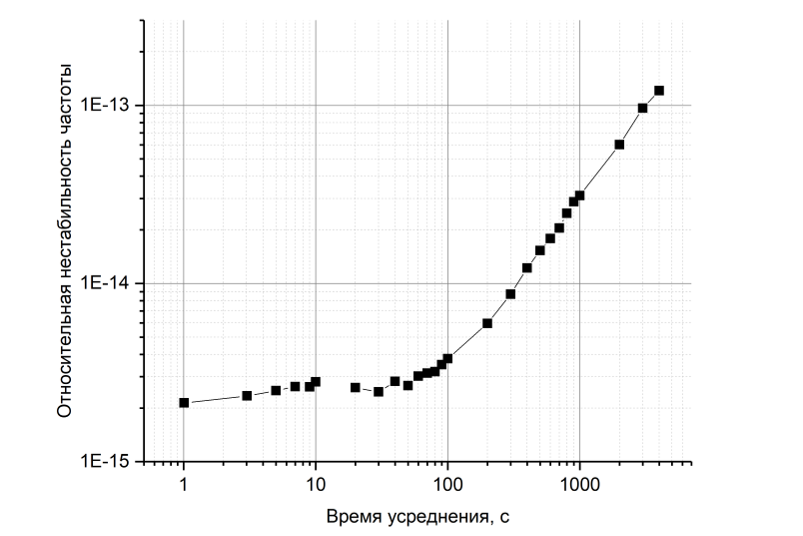 Относительная нестабильность частоты
1E-13
1E-14
1E-15
1 10 100 1000
Время усреднения, с